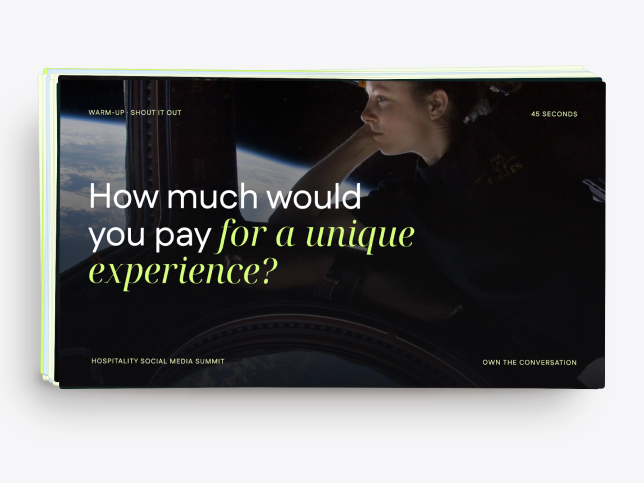 WARM-UP: SHOUT IT OUT
45 SECONDS
How much would
you pay for a unique
experience?
HOSPITALITY SOCIAL MEDIA SUMMIT
OWN THE CONVERSATION